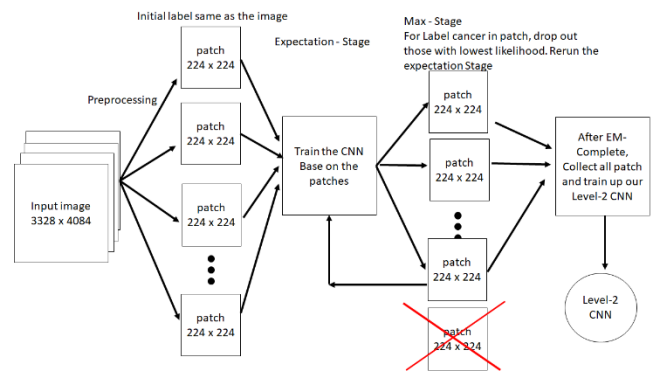 Initial label same as the image
Max - Stage
For Label cancer in patch, drop out
those with lowest likelihood. Rerun the
expectation Stage
Expectation - Stage
Preprocessing
Input image
3328 x 4084
patch
224 x 224
patch
224 x 224
patch
224 x 224
patch
224 x 224
Train the CNN
Base on the
patches
patch
224 x 224
patch
224 x 224
patch
224 x 224
patch
224 x 224
After EM-
Complete,
Collect all patch
and train up our
Level-2 CNN
Level-2
CNN